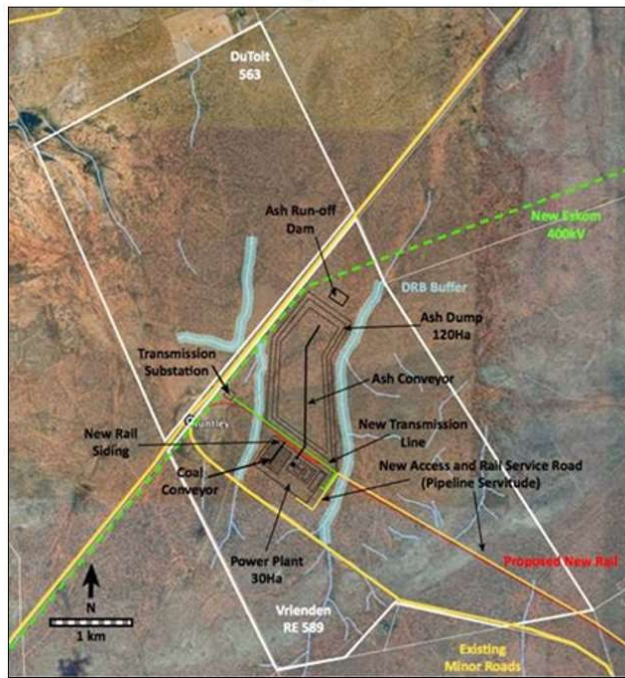 DuToit
563
Ash Run-off
Dam
New Eskom
400kV
DRB Buffer
Ash Dump
120Ha
Transmission
Substation
Ash Conveyor
Huntley
New Rail
Siding
New Transmission
Line
Coal
Conveyor
New Access and Rail Service Road
(Pipeline Servitude)
Power Plant
30Ha
Proposed New Rail
N
1 km
Vrienden
RE 589
Existing
Minor Roads